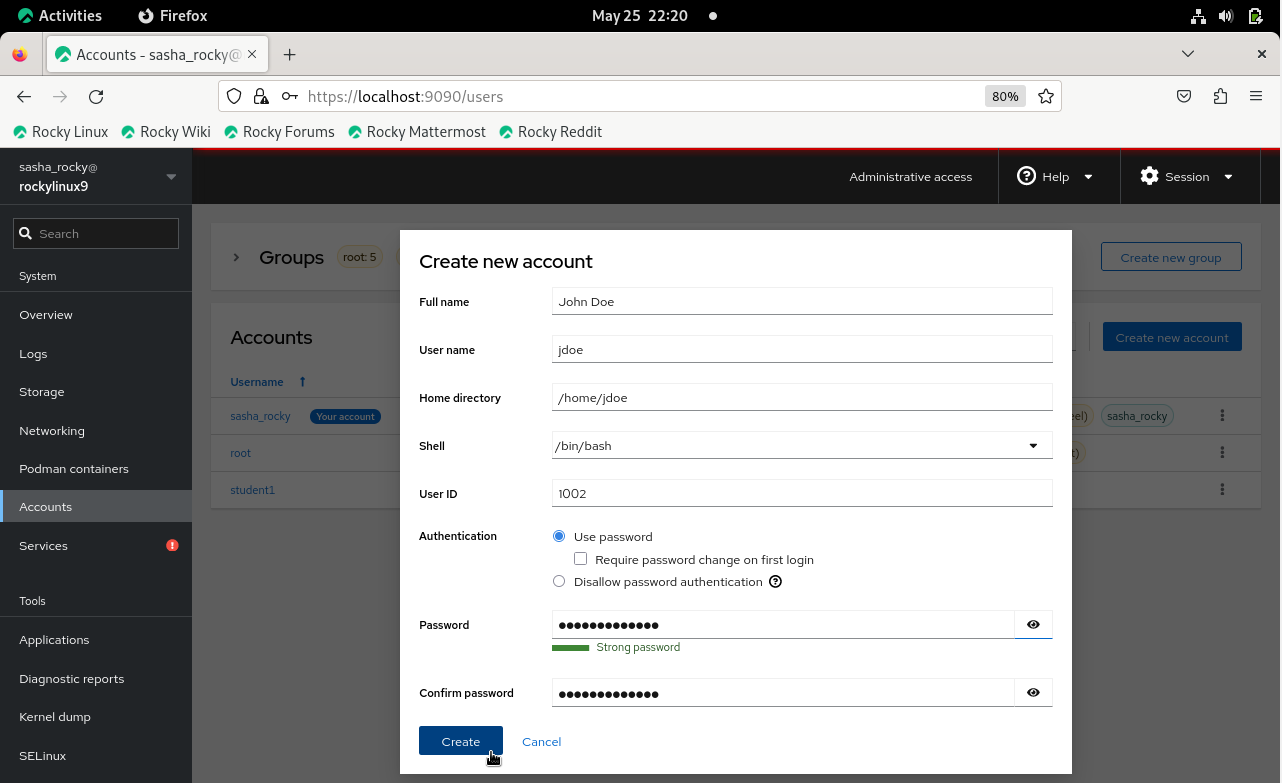 Activities Firefox May 25 22:20
Accounts - sasha_rocky@
https://localhost:9090/users 80%
Rocky Linux Rocky Wiki Rocky Forums Rocky Mattermost Rocky Reddit
sasha_rocky@
rockylinux9
Administrative access Help Session
Search
System
Overview
Logs
Storage
Networking
Podman containers
Accounts
Services
Tools
Applications
Diagnostic reports
Kernel dump
SELinux
Groups root: 5 Create new group
Accounts Create new account
Username
sasha_rocky Your account sasha_rocky
root
student1
Create new account
Full name John Doe
User name jdoe
Home directory /home/jdoe
Shell /bin/bash
User ID 1002
Authentication Use password
Require password change on first login
Disallow password authentication
Password •••••••••••••
Strong password
Confirm password •••••••••••••
Create Cancel